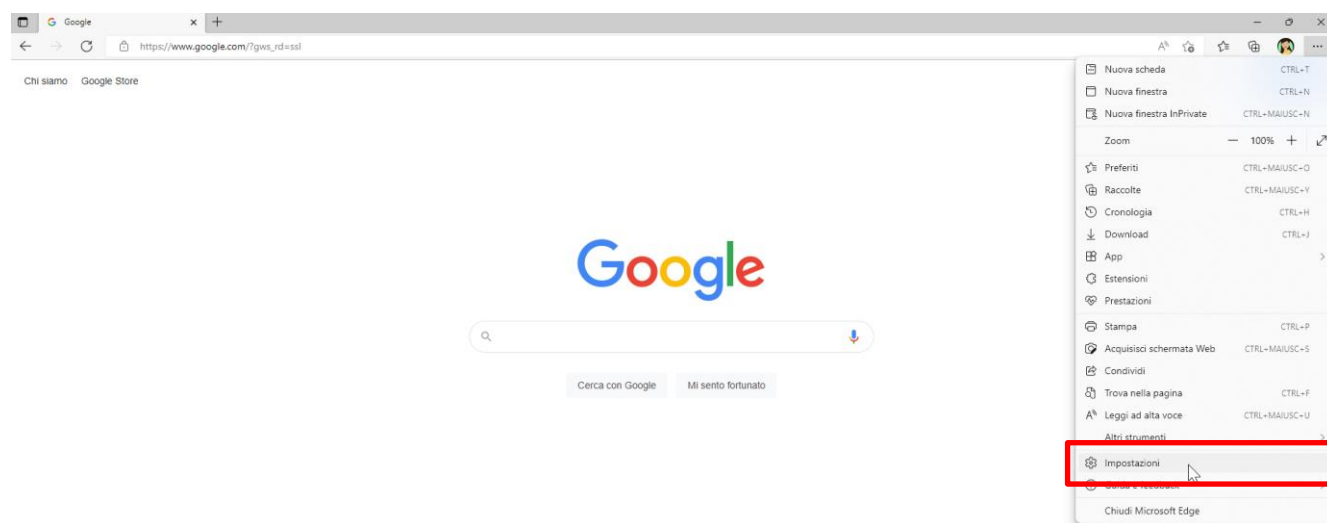 Google
https://www.google.com/?gws_rd=ssl
Chi siamo Google Store
Nuova scheda CTRL+T
Nuova finestra CTRL+N
Nuova finestra InPrivate CTRL+MAIUSC+N
Zoom 100%
Preferiti CTRL+MAIUSC+O
Raccolte CTRL+MAIUSC+Y
Cronologia CTRL+H
Download CTRL+J
App
Estensioni
Prestazioni
Stampa CTRL+P
Acquisisci schermata Web CTRL+MAIUSC+S
Condividi
Trova nella pagina CTRL+F
Leggi ad alta voce CTRL+MAIUSC+U
Altri strumenti
Impostazioni
Guida e feedback
Chiudi Microsoft Edge
Google
Cerca con Google Mi sento fortunato